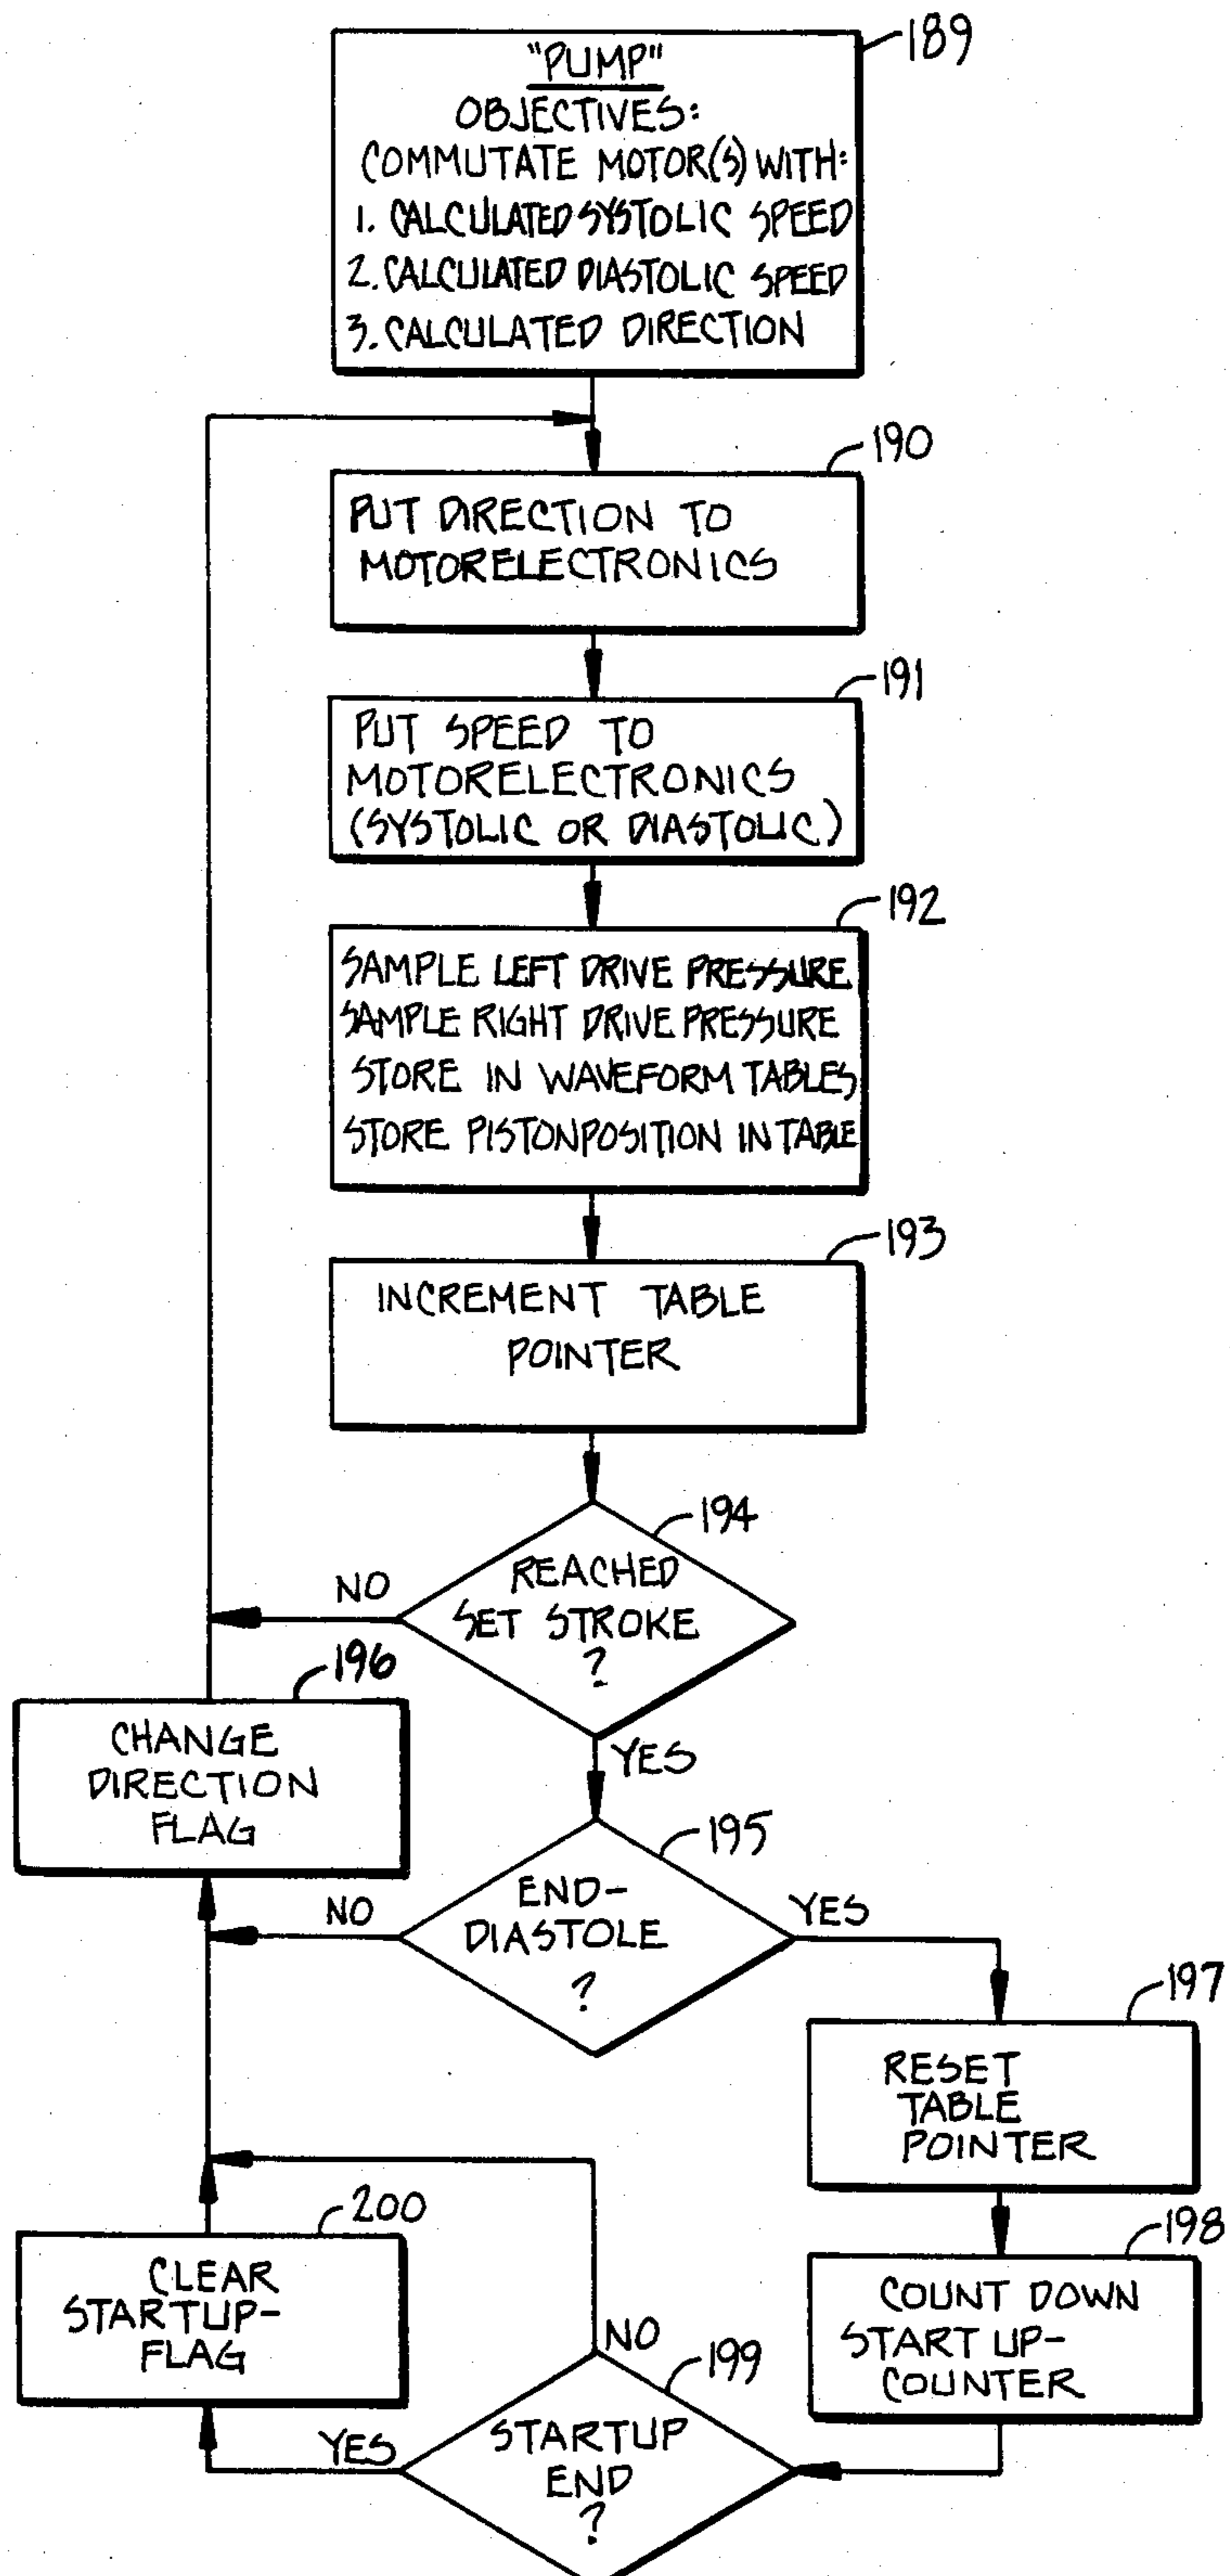 189
"PUMP"
OBJECTIVES:
COMMUTATE MOTOR(S) WITH:
1. CALCULATED SYSTOLIC SPEED
2. CALCULATED DIASTOLIC SPEED
3. CALCULATED DIRECTION
190
PUT DIRECTION TO
MOTORELECTRONICS
191
PUT SPEED TO
MOTORELECTRONICS
(SYSTOLIC OR DIASTOLIC)
192
SAMPLE LEFT DRIVE PRESSURE
SAMPLE RIGHT DRIVE PRESSURE
STORE IN WAVEFORM TABLES
STORE PISTONPOSITION IN TABLE
193
INCREMENT TABLE
POINTER
194
REACHED
SET STROKE
?
NO
YES
196
CHANGE
DIRECTION
FLAG
195
END-
DIASTOLE
?
NO
YES
197
RESET
TABLE
POINTER
198
COUNT DOWN
START UP-
COUNTER
199
STARTUP
END
?
NO
YES
200
CLEAR
STARTUP-
FLAG